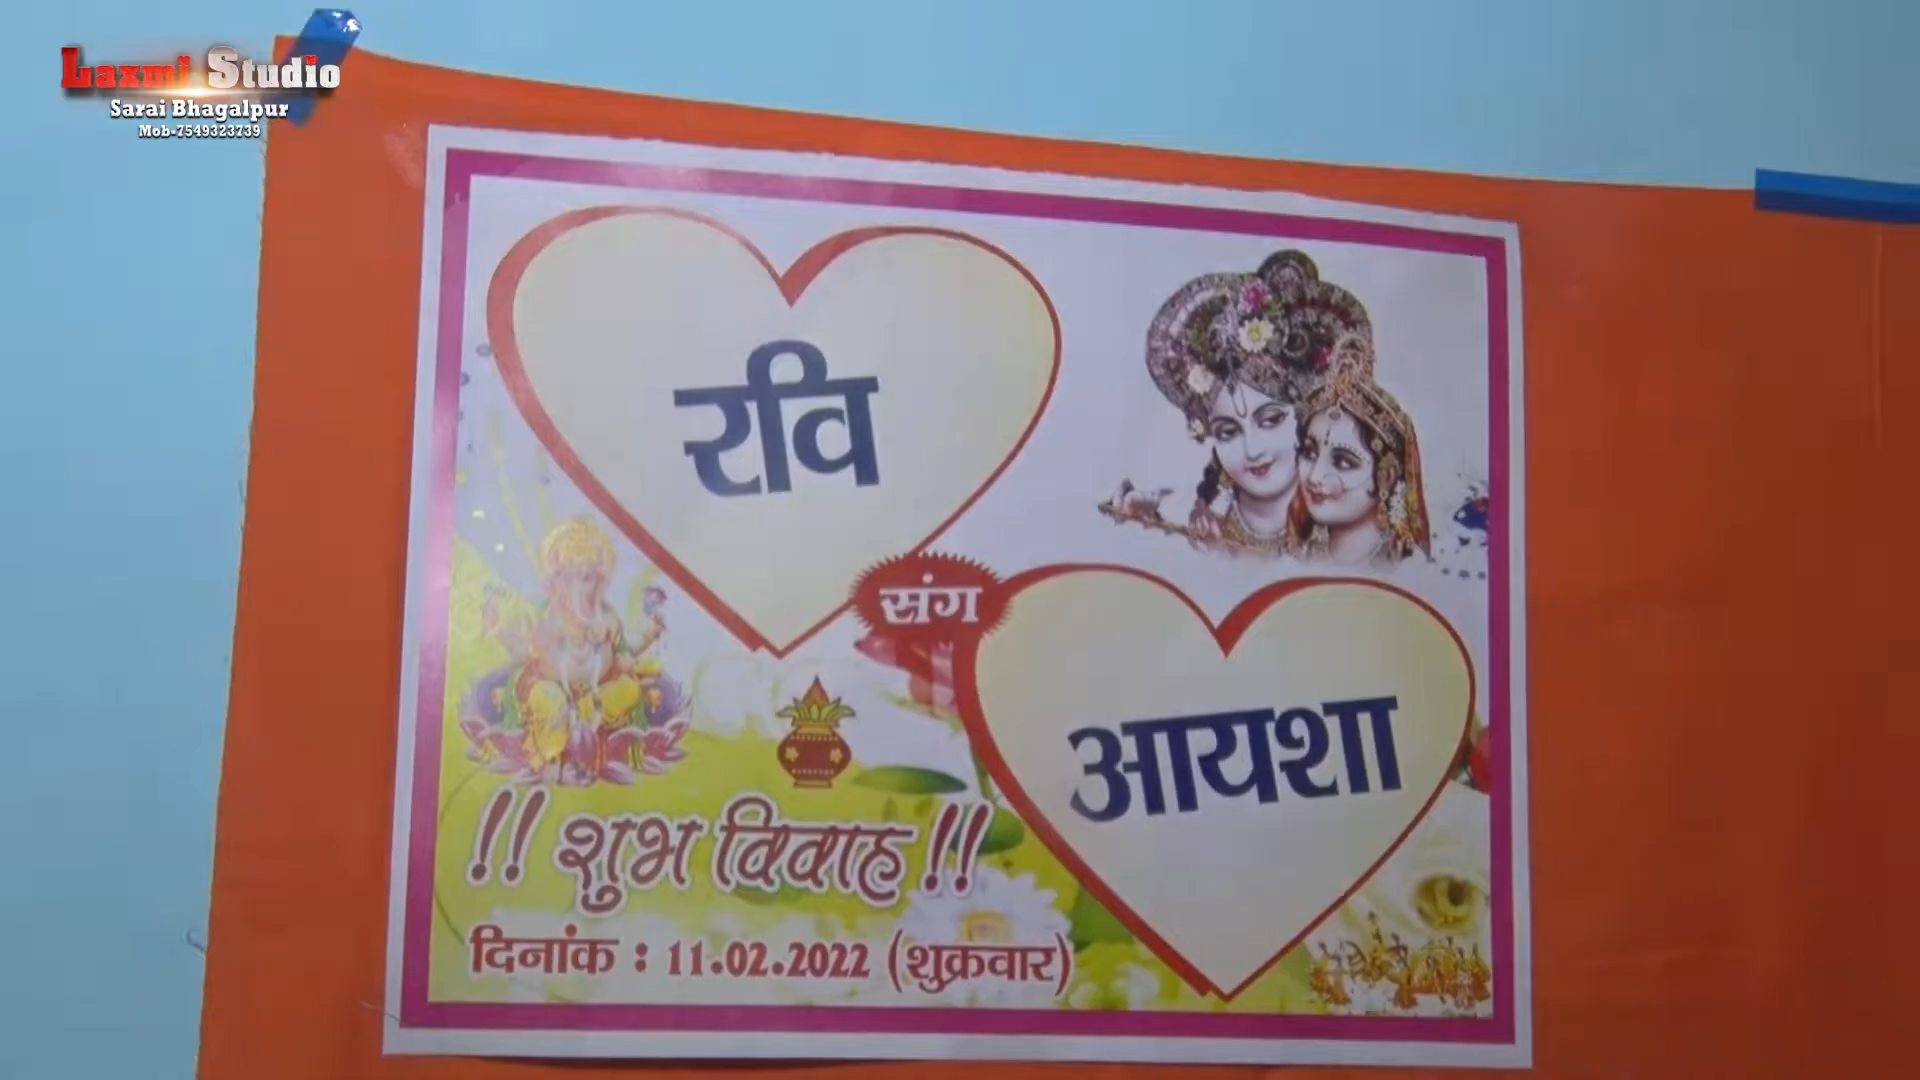 Laxmi Studio
Sarai Bhagalpur
Mob-7549323739
रवि
संग
आयशा
!! शुभ विवाह !!
दिनांक : 11.02.2022 (शुक्रवार)